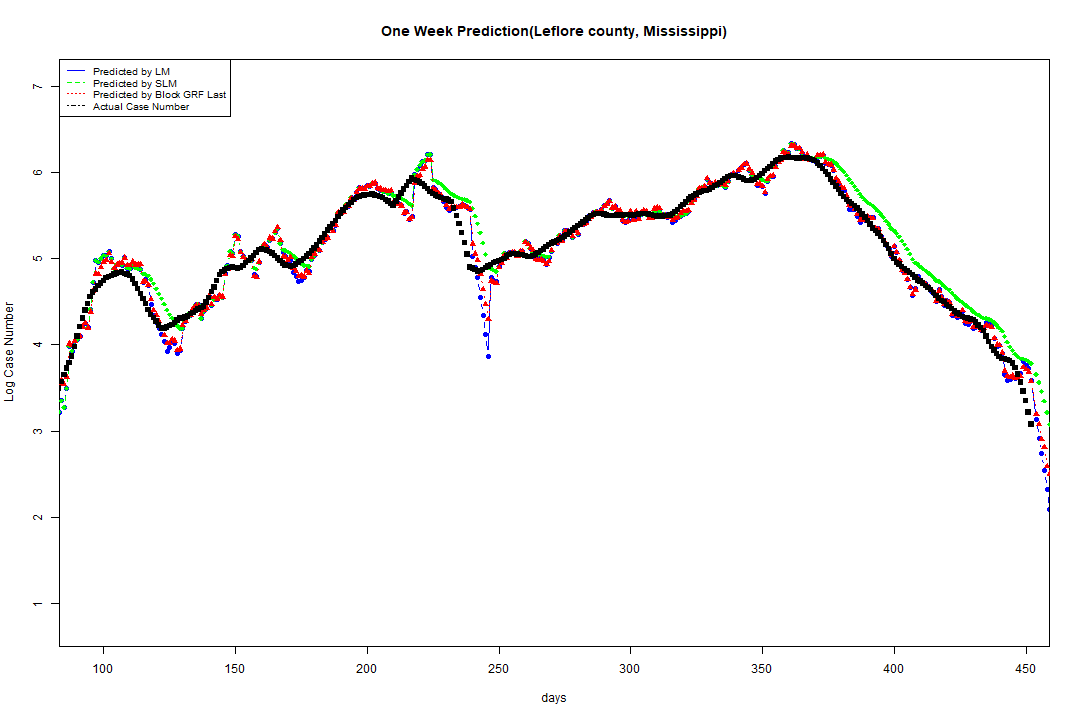 One Week Prediction(Leflore county, Mississippi)
Predicted by LM
Predicted by SLM
Predicted by Block GRF Last
Actual Case Number
Log Case Number
7
6
5
4
3
2
1
100 150 200 250 300 350 400 450
days